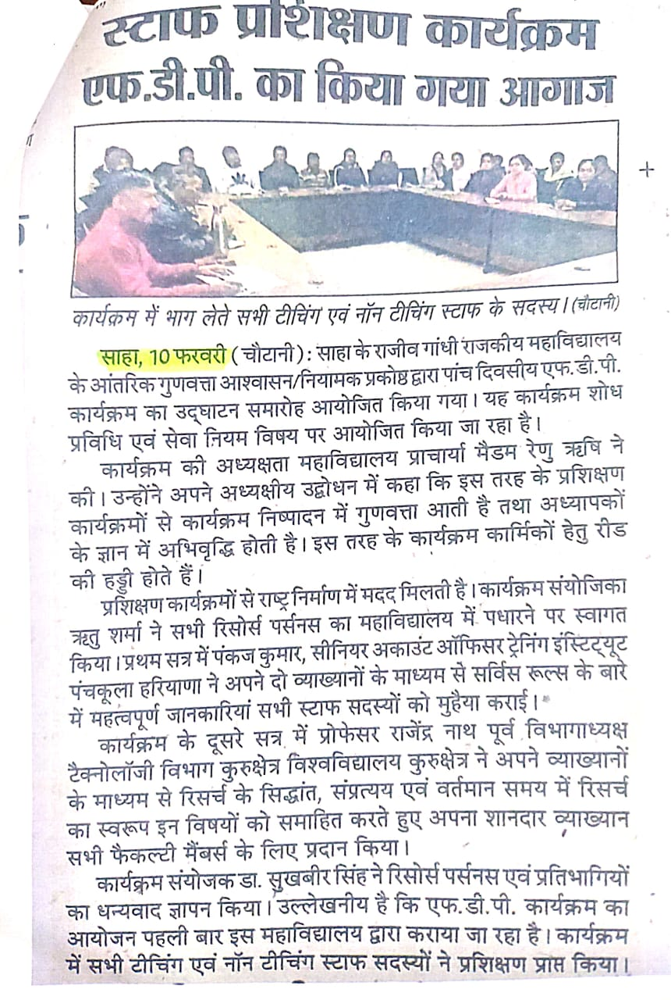 स्टाफ प्रशिक्षण कार्यक्रम
एफ.डी.पी. का किया गया आगाज
कार्यक्रम में भाग लेते सभी टीचिंग एवं नॉन टीचिंग स्टाफ के सदस्य। (चौटानी)
साहा, 10 फरवरी (चौटानी): साहा के राजीव गांधी राजकीय महाविद्यालय
के आंतरिक गुणवत्ता आश्वासन/नियामक प्रकोष्ठ द्वारा पांच दिवसीय एफ.डी.पी.
कार्यक्रम का उद्घाटन समारोह आयोजित किया गया। यह कार्यक्रम शोध
प्रविधि एवं सेवा नियम विषय पर आयोजित किया जा रहा है।
कार्यक्रम की अध्यक्षता महाविद्यालय प्राचार्या मैडम रेणु ऋषि ने
की। उन्होंने अपने अध्यक्षीय उद्बोधन में कहा कि इस तरह के प्रशिक्षण
कार्यक्रमों से कार्यक्रम निष्पादन में गुणवत्ता आती है तथा अध्यापकों
के ज्ञान में अभिवृद्धि होती है। इस तरह के कार्यक्रम कार्मिकों हेतु रीड
की हड्डी होते हैं।
प्रशिक्षण कार्यक्रमों से राष्ट्र निर्माण में मदद मिलती है। कार्यक्रम संयोजिका
ऋतु शर्मा ने सभी रिसोर्स पर्सनस का महाविद्यालय में पधारने पर स्वागत
किया। प्रथम सत्र में पंकज कुमार, सीनियर अकाउंट ऑफिसर ट्रेनिंग इंस्टिट्यूट
पंचकूला हरियाणा ने अपने दो व्याख्यानों के माध्यम से सर्विस रूल्स के बारे
में महत्वपूर्ण जानकारियां सभी स्टाफ सदस्यों को मुहैया कराई।
कार्यक्रम के दूसरे सत्र में प्रोफेसर राजेंद्र नाथ पूर्व विभागाध्यक्ष
टैक्नोलॉजी विभाग कुरुक्षेत्र विश्वविद्यालय कुरुक्षेत्र ने अपने व्याख्यानों
के माध्यम से रिसर्च के सिद्धांत, संप्रत्यय एवं वर्तमान समय में रिसर्च
का स्वरूप इन विषयों को समाहित करते हुए अपना शानदार व्याख्यान
सभी फैकल्टी मैंबर्स के लिए प्रदान किया।
कार्यक्रम संयोजक डा. सुखबीर सिंह ने रिसोर्स पर्सनस एवं प्रतिभागियों
का धन्यवाद ज्ञापन किया। उल्लेखनीय है कि एफ.डी.पी. कार्यक्रम का
आयोजन पहली बार इस महाविद्यालय द्वारा कराया जा रहा है। कार्यक्रम
में सभी टीचिंग एवं नॉन टीचिंग स्टाफ सदस्यों ने प्रशिक्षण प्राप्त किया।